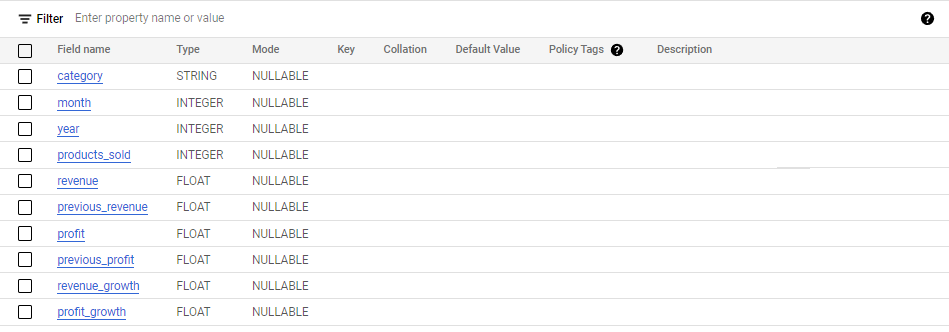 Filter Enter property name or value ?
Field name Type Mode Key Collation Default Value Policy Tags ? Description
category STRING NULLABLE
month INTEGER NULLABLE
year INTEGER NULLABLE
products_sold INTEGER NULLABLE
revenue FLOAT NULLABLE
previous_revenue FLOAT NULLABLE
profit FLOAT NULLABLE
previous_profit FLOAT NULLABLE
revenue_growth FLOAT NULLABLE
profit_growth FLOAT NULLABLE